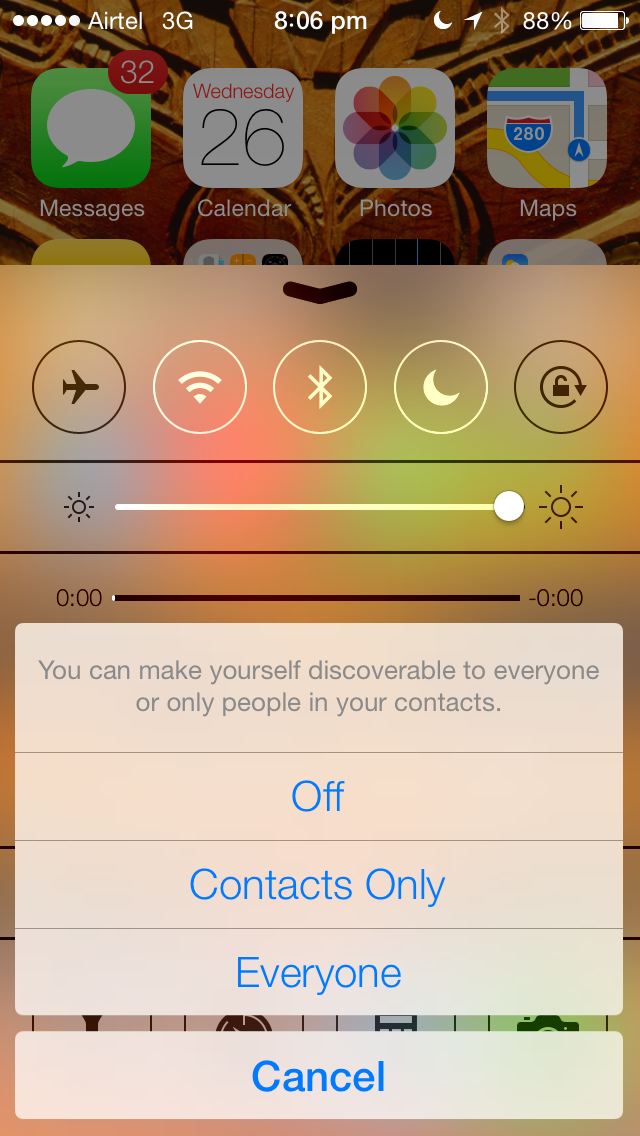 Airtel 3G 8:06 pm 88%
32
Wednesday
26
280
Messages Calendar Photos Maps
0:00 -0:00
You can make yourself discoverable to everyone
or only people in your contacts.
Off
Contacts Only
Everyone
Cancel